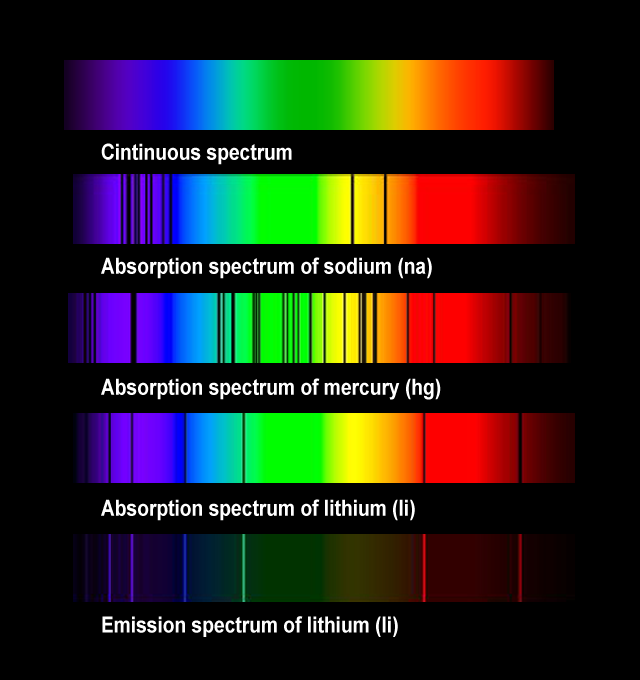 Cintinuous spectrum
Absorption spectrum of sodium (na)
Absorption spectrum of mercury (hg)
Absorption spectrum of lithium (li)
Emission spectrum of lithium (li)